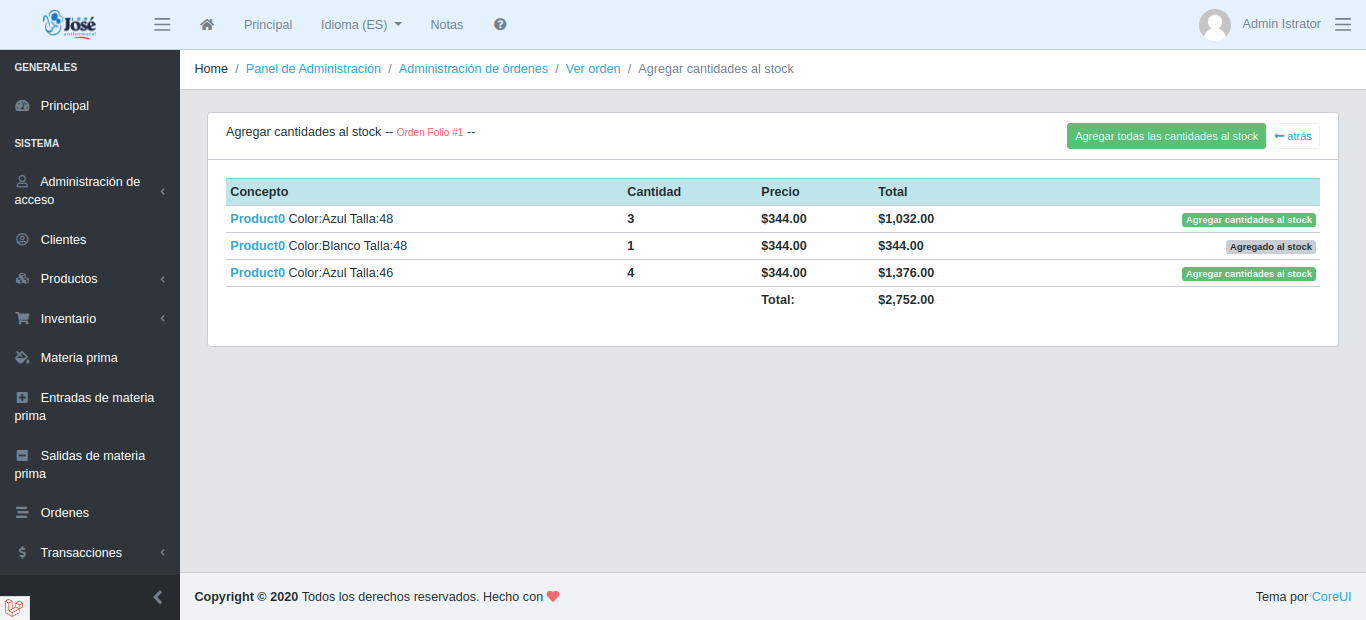 José
Principal
Idioma (ES)
Notas
Admin Istrator
GENERALES
Principal
SISTEMA
Administración de
acceso
Clientes
Productos
Inventario
Materia prima
Entradas de materia
prima
Salidas de materia
prima
Ordenes
Transacciones
Home / Panel de Administración / Administración de órdenes / Ver orden / Agregar cantidades al stock
Agregar cantidades al stock -- Orden Folio #1 --
Agregar todas las cantidades al stock
atrás
Concepto Cantidad Precio Total
Product0 Color:Azul Talla:48 3 $344.00 $1,032.00 Agregar cantidades al stock
Product0 Color:Blanco Talla:48 1 $344.00 $344.00 Agregado al stock
Product0 Color:Azul Talla:46 4 $344.00 $1,376.00 Agregar cantidades al stock
Total: $2,752.00
Copyright © 2020 Todos los derechos reservados. Hecho con
Tema por CoreUI